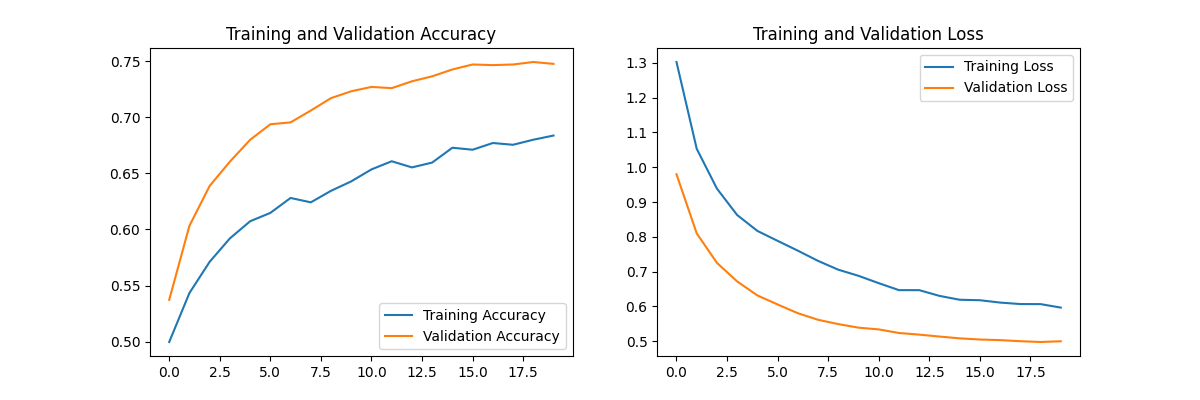 Training and Validation Accuracy
0.75
0.70
0.65
0.60
0.55
0.50
Training Accuracy
Validation Accuracy
0.0 2.5 5.0 7.5 10.0 12.5 15.0 17.5
Training and Validation Loss
1.3
1.2
1.1
1.0
0.9
0.8
0.7
0.6
0.5
Training Loss
Validation Loss
0.0 2.5 5.0 7.5 10.0 12.5 15.0 17.5